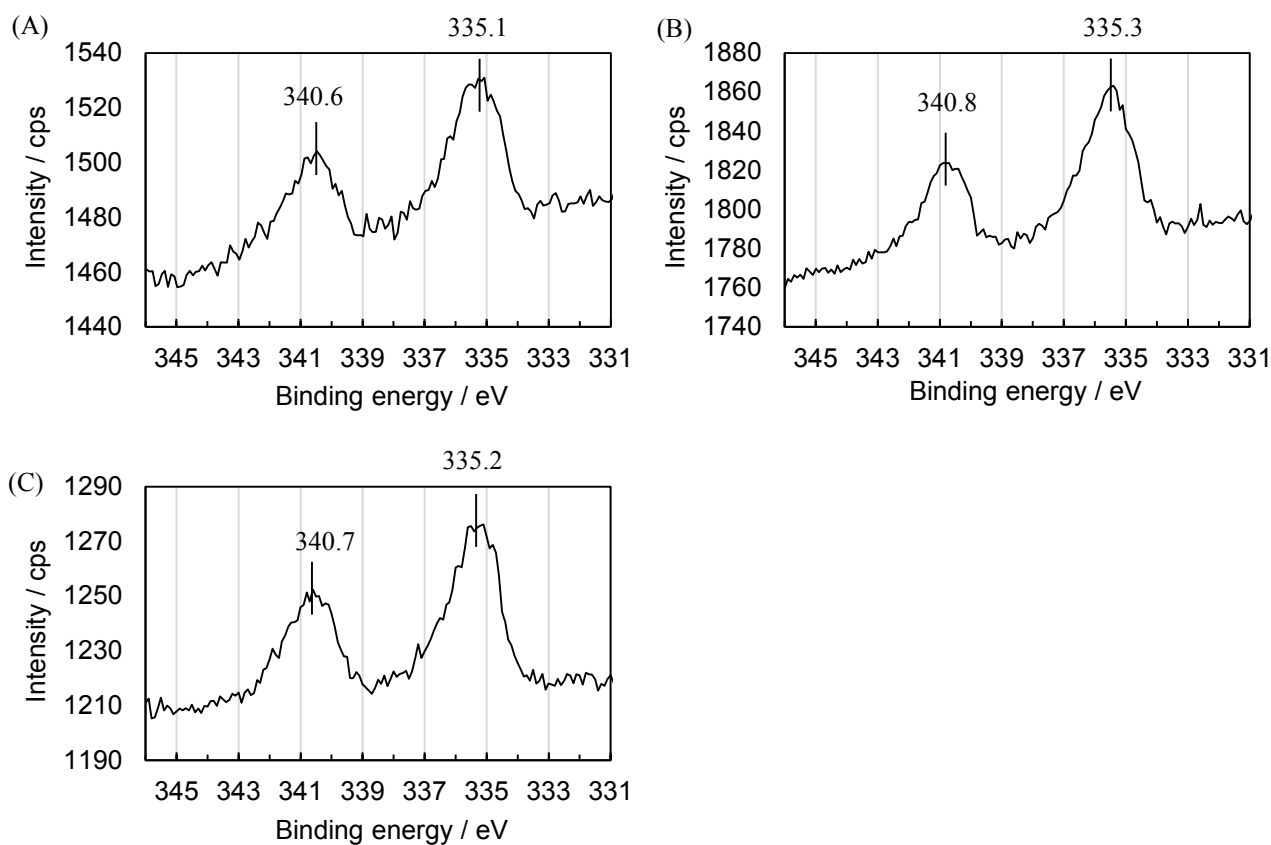 (A)
335.1
340.6
1540
1520
1500
1480
1460
1440
Intensity / cps
345 343 341 339 337 335 333 331
Binding energy / eV
(B)
335.3
340.8
1880
1860
1840
1820
1800
1780
1760
1740
Intensity / cps
345 343 341 339 337 335 333 331
Binding energy / eV
(C)
335.2
340.7
1290
1270
1250
1230
1210
1190
Intensity / cps
345 343 341 339 337 335 333 331
Binding energy / eV